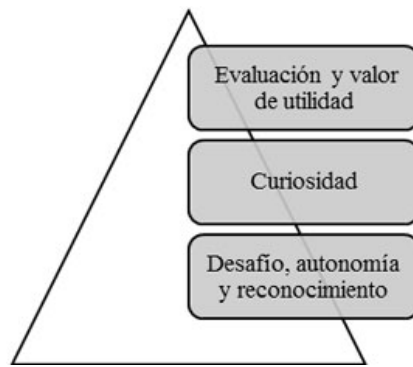 Evaluación y valor
de utilidad
Curiosidad
Desafío, autonomía
y reconocimiento